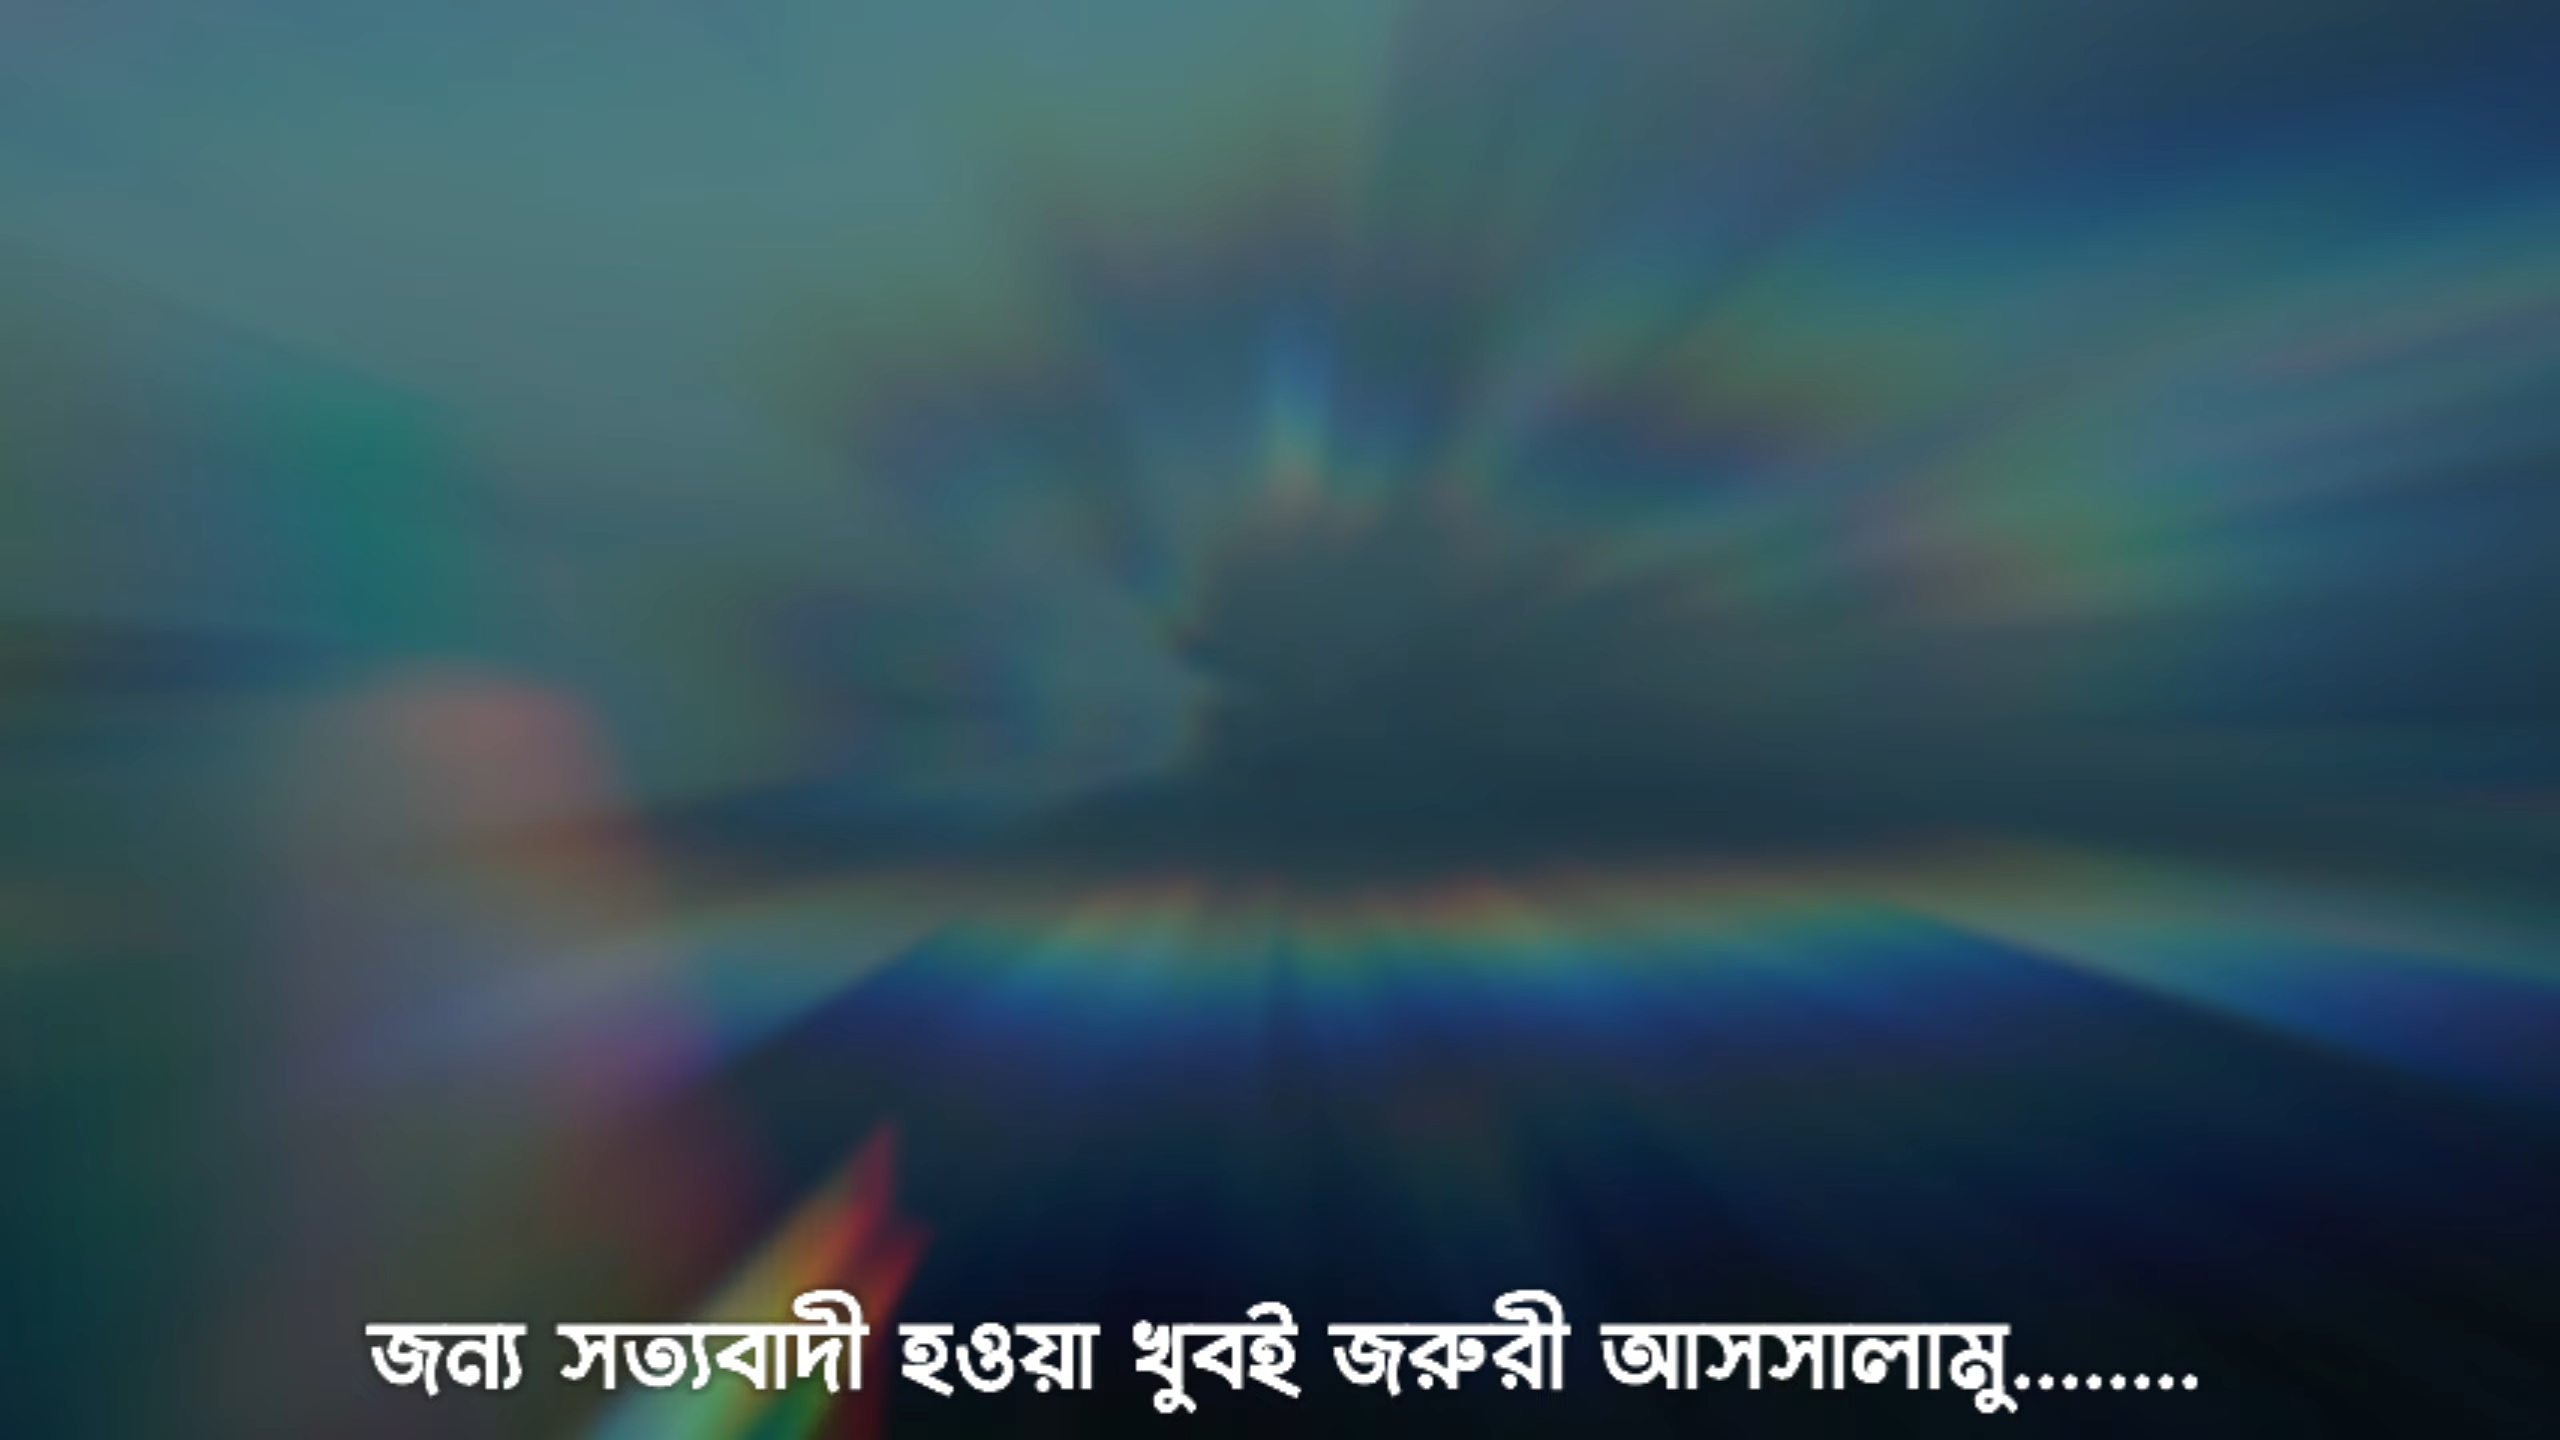 জন্য সত্যবাদী হওয়া খুবই জরুরী আসসালামু........